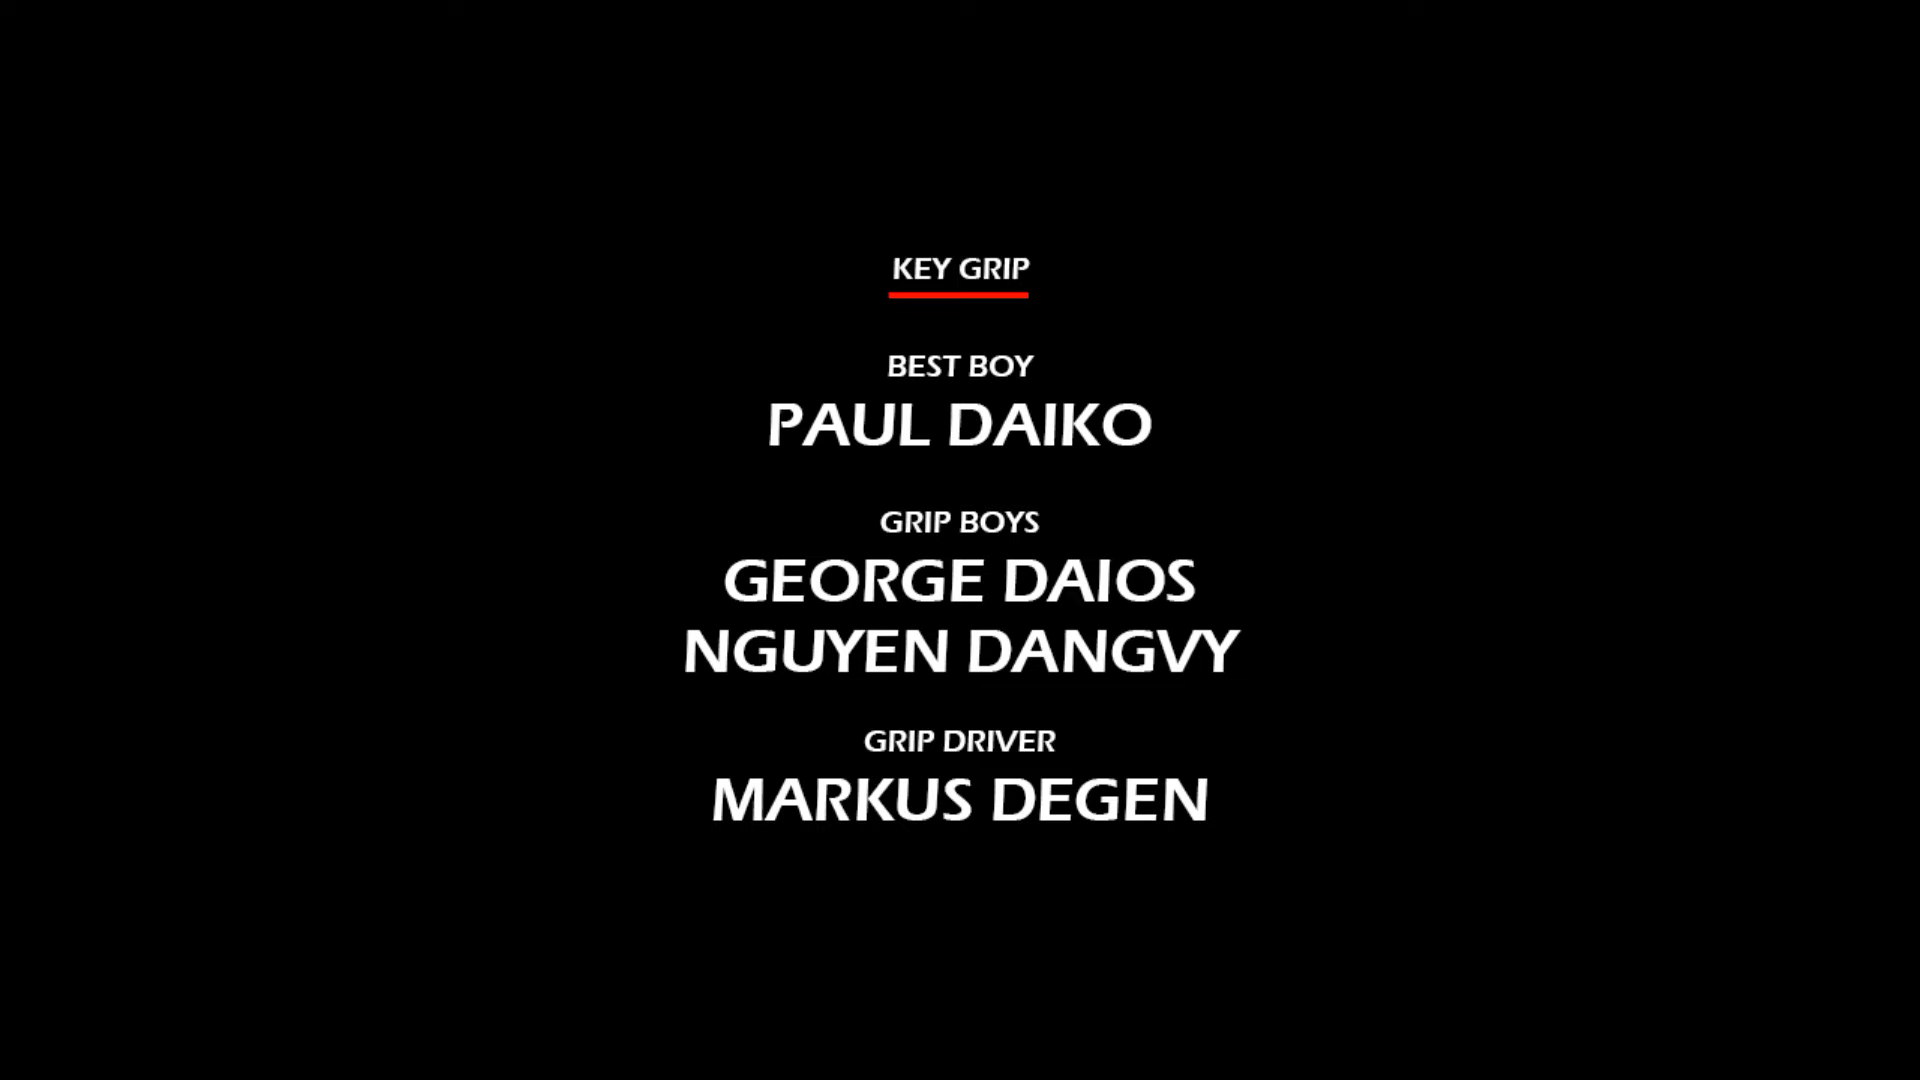 KEY GRIP
BEST BOY
PAUL DAIKO
GRIP BOYS
GEORGE DAIOS
NGUYEN DANGVY
GRIP DRIVER
MARKUS DEGEN